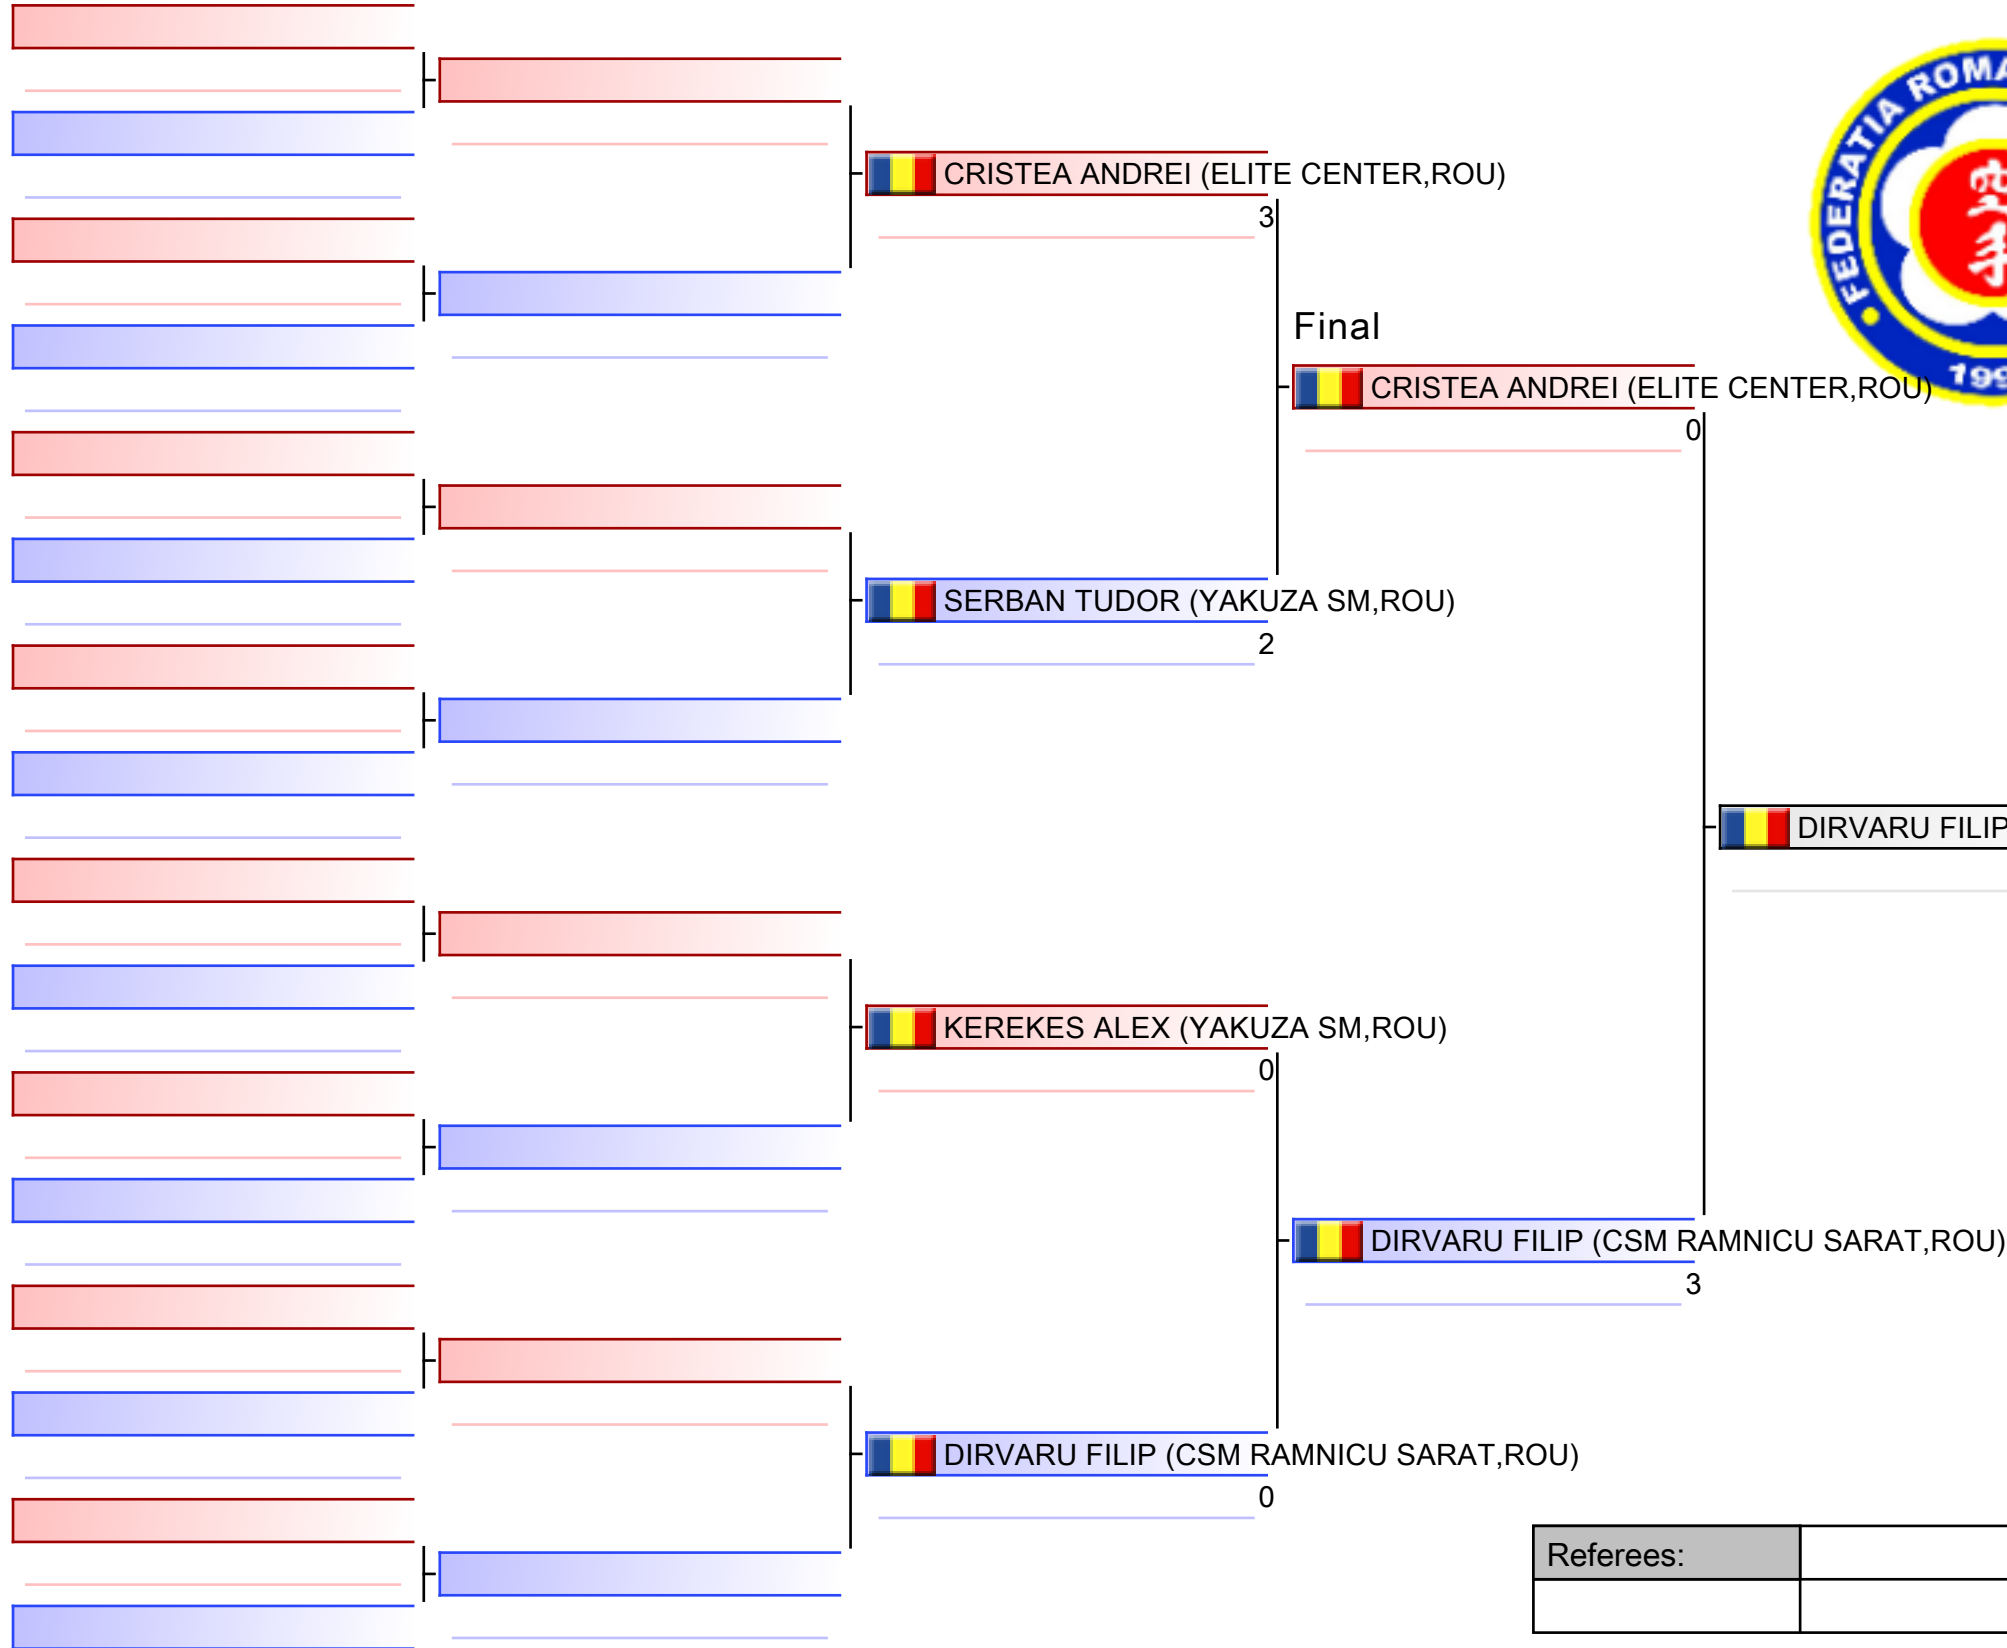 FEDERATIA
CRISTEA ANDREI (ELITE CENTER,ROU)
3
Final
CRISTEA ANDREI (ELITE CENTER,ROU)
0
SERBAN TUDOR (YAKUZA SM,ROU)
2
DIRVARU FILIP
KEREKES ALEX (YAKUZA SM,ROU)
0
DIRVARU FILIP (CSM RAMNICU SARAT,ROU)
3
DIRVARU FILIP (CSM RAMNICU SARAT,ROU)
0
Referees: